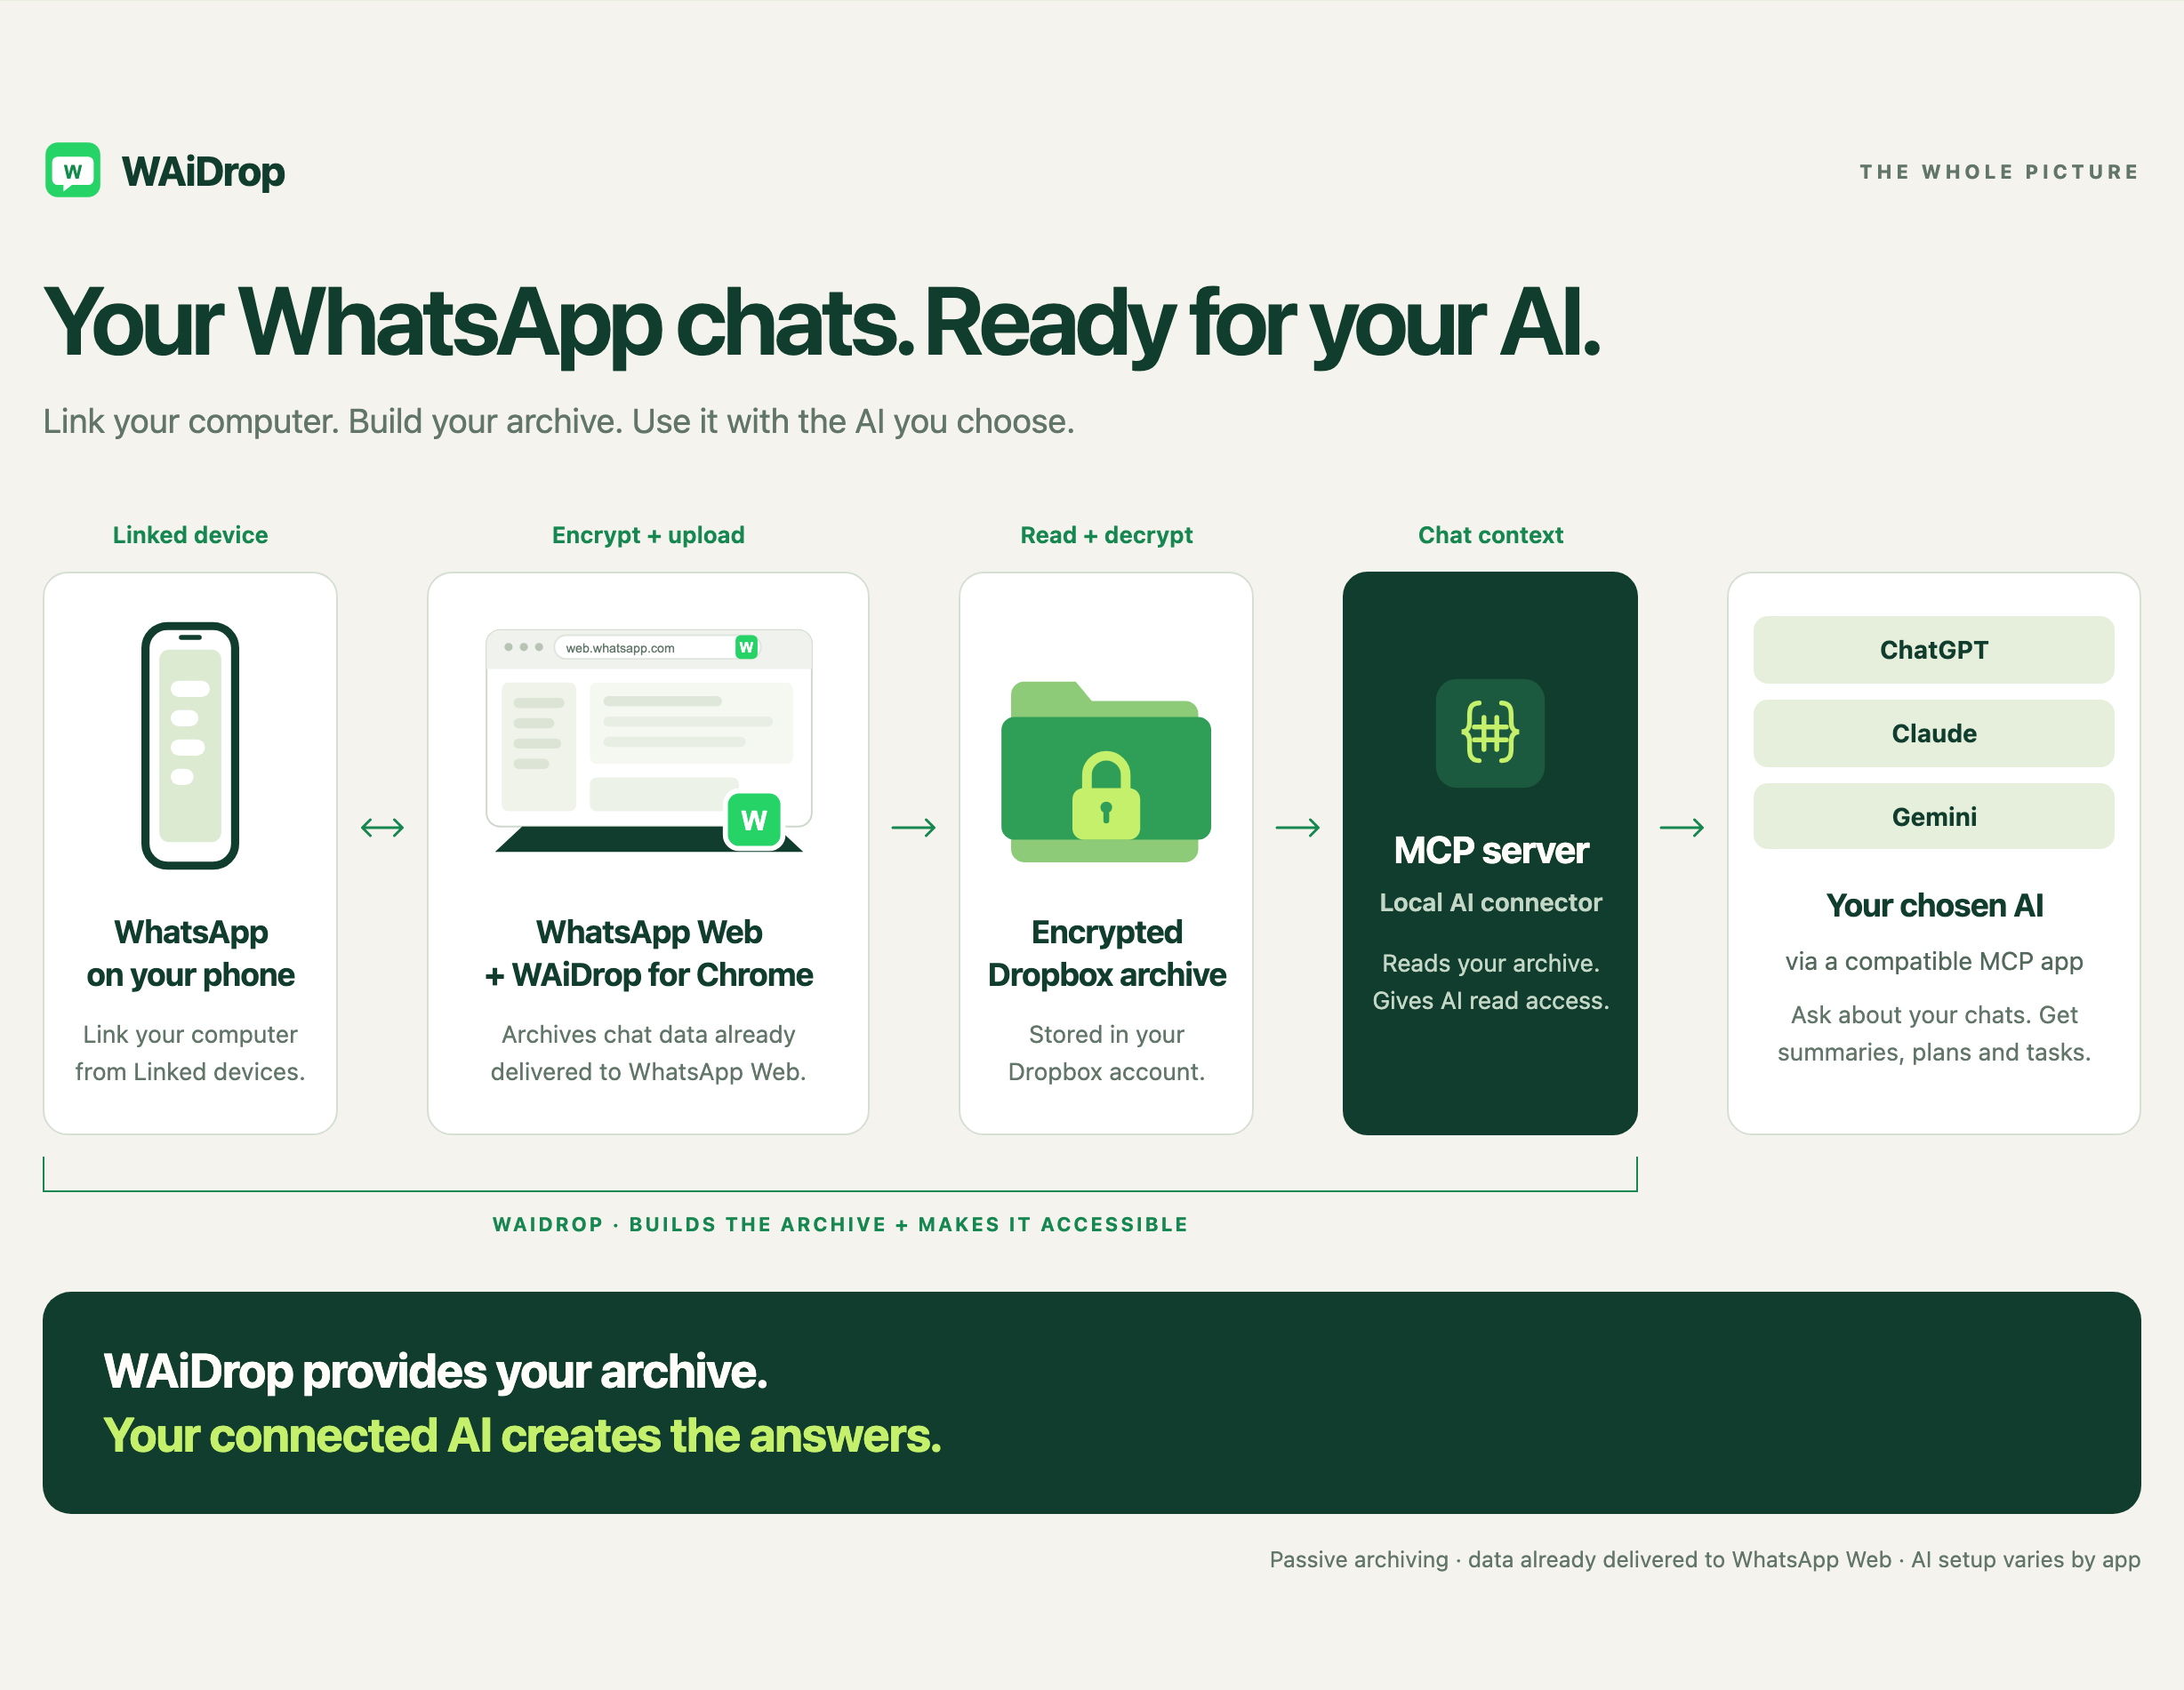 W
WAiDrop
THE WHOLE PICTURE
Your WhatsApp chats. Ready for your AI.
Link your computer. Build your archive. Use it with the AI you choose.
Linked device
Encrypt + upload
Read + decrypt
Chat context
WhatsApp
on your phone
Link your computer
from Linked devices.
web.whatsapp.com
W
W
WhatsApp Web
+ WAiDrop for Chrome
Archives chat data already
delivered to WhatsApp Web.
Encrypted
Dropbox archive
Stored in your
Dropbox account.
{#}
MCP server
Local AI connector
Reads your archive.
Gives AI read access.
ChatGPT
Claude
Gemini
Your chosen AI
via a compatible MCP app
Ask about your chats. Get
summaries, plans and tasks.
WAIDROP · BUILDS THE ARCHIVE + MAKES IT ACCESSIBLE
WAiDrop provides your archive.
Your connected AI creates the answers.
Passive archiving · data already delivered to WhatsApp Web · AI setup varies by app